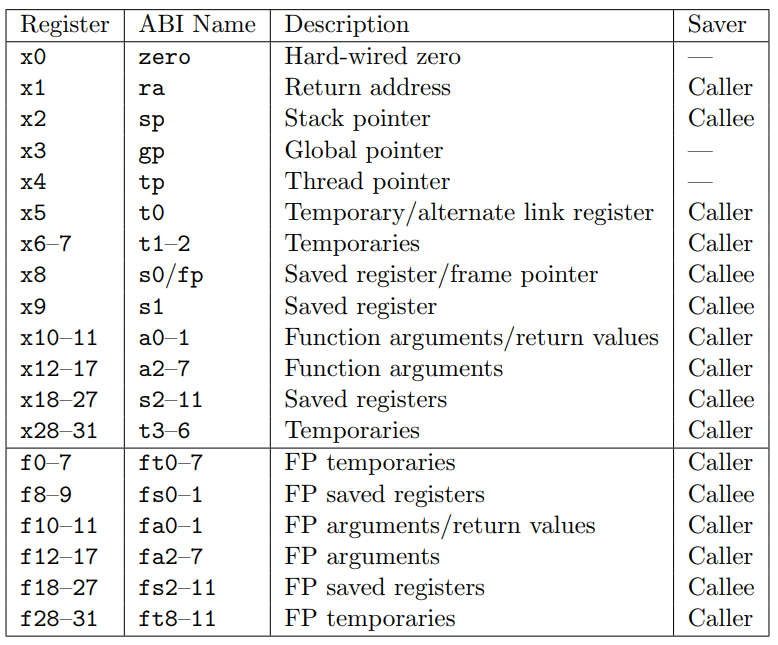 Register ABI Name Description Saver
x0 zero Hard-wired zero —
x1 ra Return address Caller
x2 sp Stack pointer Callee
x3 gp Global pointer —
x4 tp Thread pointer —
x5 t0 Temporary/alternate link register Caller
x6–7 t1–2 Temporaries Caller
x8 s0/fp Saved register/frame pointer Callee
x9 s1 Saved register Callee
x10–11 a0–1 Function arguments/return values Caller
x12–17 a2–7 Function arguments Caller
x18–27 s2–11 Saved registers Callee
x28–31 t3–6 Temporaries Caller
f0–7 ft0–7 FP temporaries Caller
f8–9 fs0–1 FP saved registers Callee
f10–11 fa0–1 FP arguments/return values Caller
f12–17 fa2–7 FP arguments Caller
f18–27 fs2–11 FP saved registers Callee
f28–31 ft8–11 FP temporaries Caller